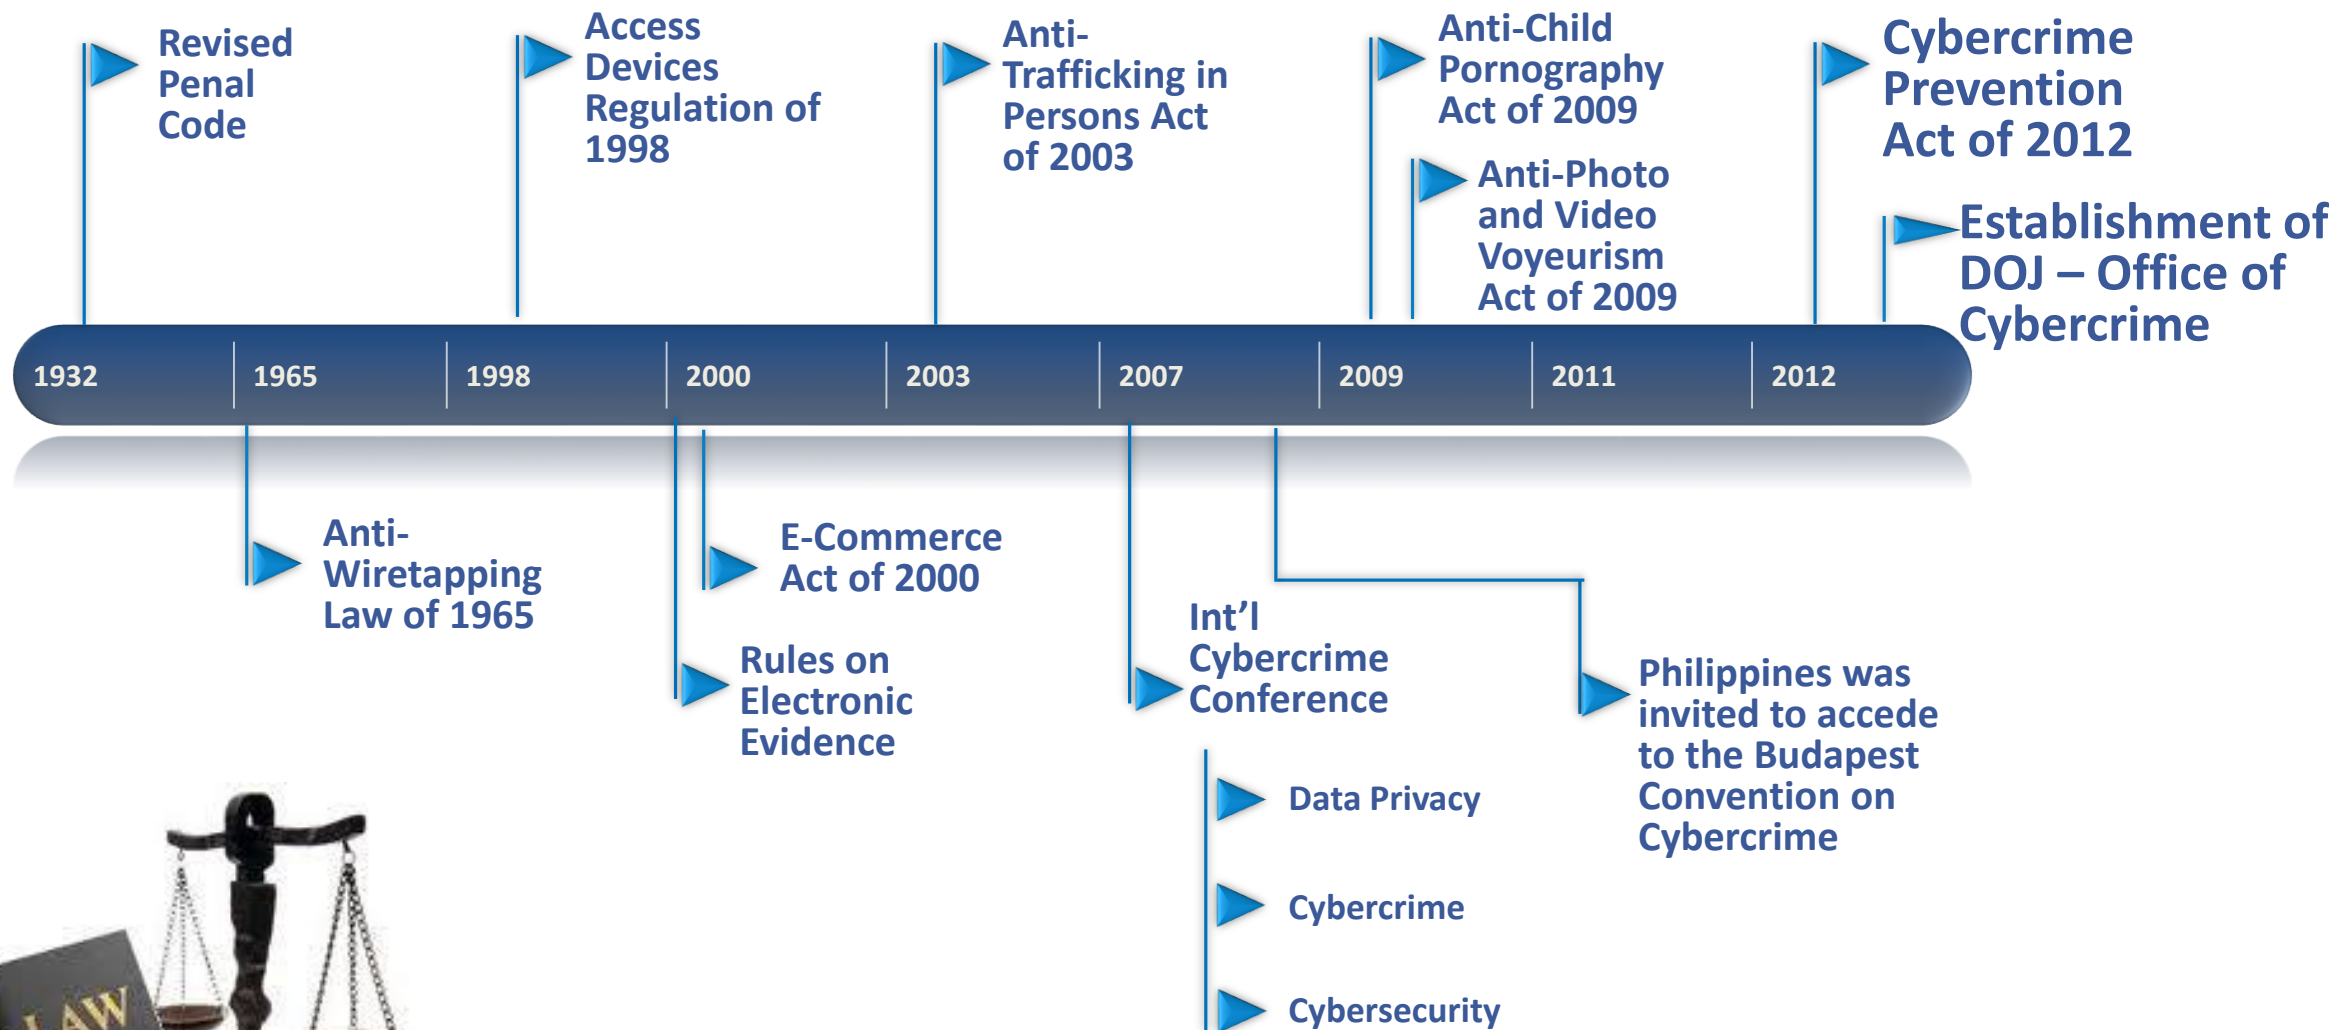 Revised
Penal
Code
Access
Devices
Regulation of
1998
Anti-
Trafficking in
Persons Act
of 2003
Anti-Child
Pornography
Act of 2009
Anti-Photo
and Video
Voyeurism
Act of 2009
Cybercrime
Prevention
Act of 2012
Establishment of
DOJ – Office of
Cybercrime
1932
1965
1998
2000
2003
2007
2009
2011
2012
Anti-
Wiretapping
Law of 1965
E-Commerce
Act of 2000
Rules on
Electronic
Evidence
Int’l
Cybercrime
Conference
Data Privacy
Cybercrime
Cybersecurity
Philippines was
invited to accede
to the Budapest
Convention on
Cybercrime
LAW